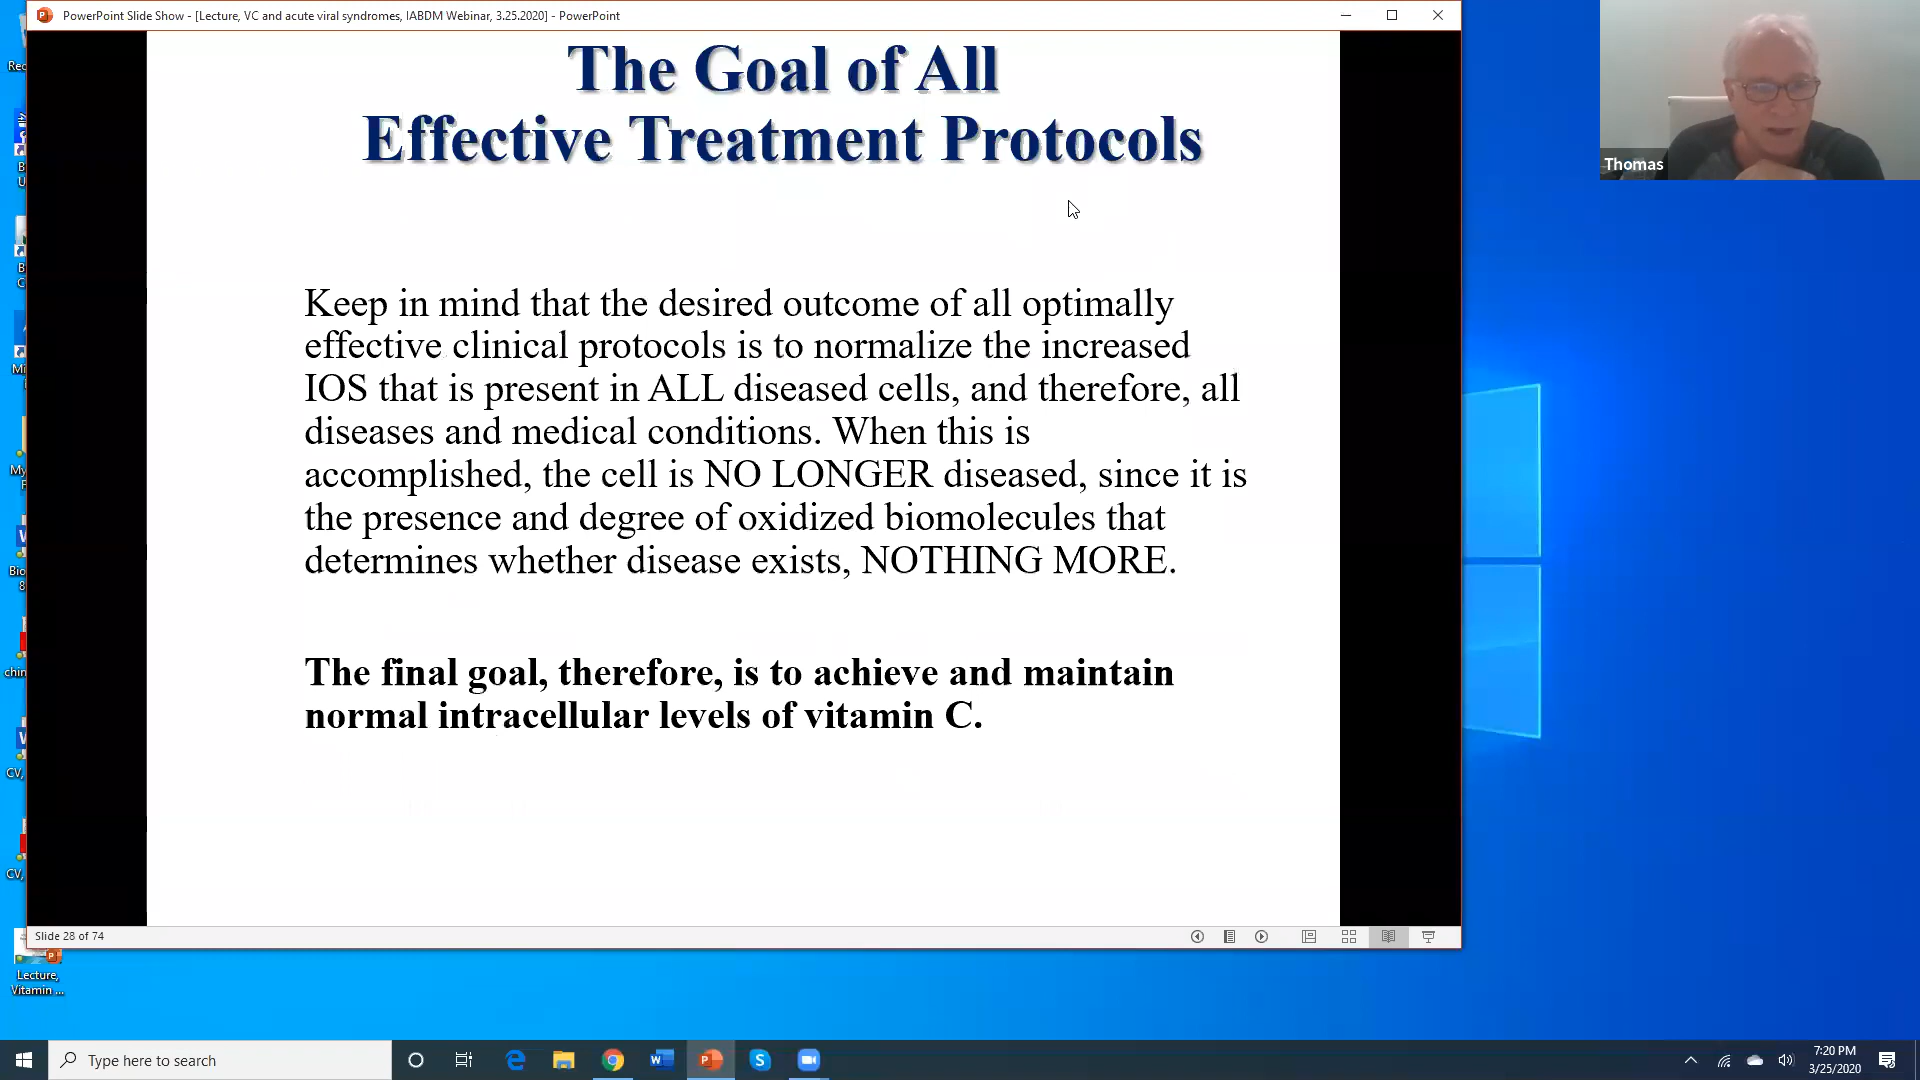 PowerPoint Slide Show - [Lecture, VC and acute viral syndromes, IABDM Webinar, 3.25.2020] - PowerPoint
The Goal of All
Effective Treatment Protocols
Keep in mind that the desired outcome of all optimally
effective clinical protocols is to normalize the increased
IOS that is present in ALL diseased cells, and therefore, all
diseases and medical conditions. When this is
accomplished, the cell is NO LONGER diseased, since it is
the presence and degree of oxidized biomolecules that
determines whether disease exists, NOTHING MORE.
The final goal, therefore, is to achieve and maintain
normal intracellular levels of vitamin C.
Thomas
Slide 28 of 74
Lecture,
Vitamin ...
Type here to search
7:20 PM
3/25/2020